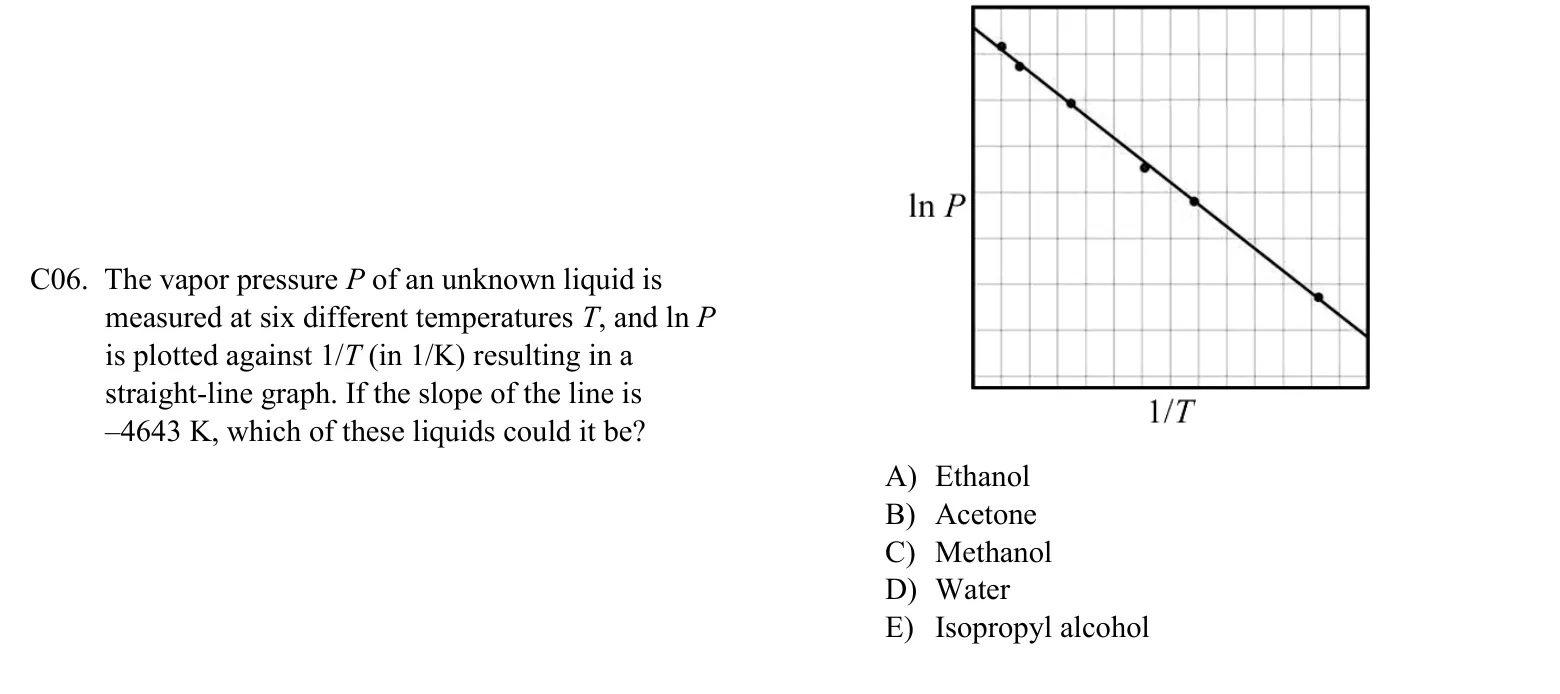 ln P
C06. The vapor pressure P of an unknown liquid is
measured at six different temperatures T, and ln P
is plotted against 1/T (in 1/K) resulting in a
straight-line graph. If the slope of the line is
–4643 K, which of these liquids could it be?
1/T
A) Ethanol
B) Acetone
C) Methanol
D) Water
E) Isopropyl alcohol